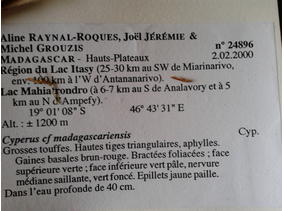 Aline RAYNAL-ROQUES, Joël JÉRÉMIE &
Michel GROUZIS n° 24896
MADAGASCAR - Hauts-Plateaux 2.02.2000
Région du Lac Itasy (25-30 km au SW de Miarinarivo,
env. 100 km à l'W d'Antananarivo).
Lac Mahiatrondro (à 6-7 km au S de Analavory et à 5
km au N d'Ampefy).
19° 01' 08" S 46° 43' 31" E
Alt. : ± 1200 m
Cyperus cf madagascariensis Cyp.
Grosses touffes. Hautes tiges triangulaires, aphylles.
Gaines basales brun-rouge. Bractées foliacées ; face
supérieure verte ; face inférieure vert pâle, nervure
médiane saillante, vert foncé. Epillets jaune paille.
Dans l'eau profonde de 40 cm.